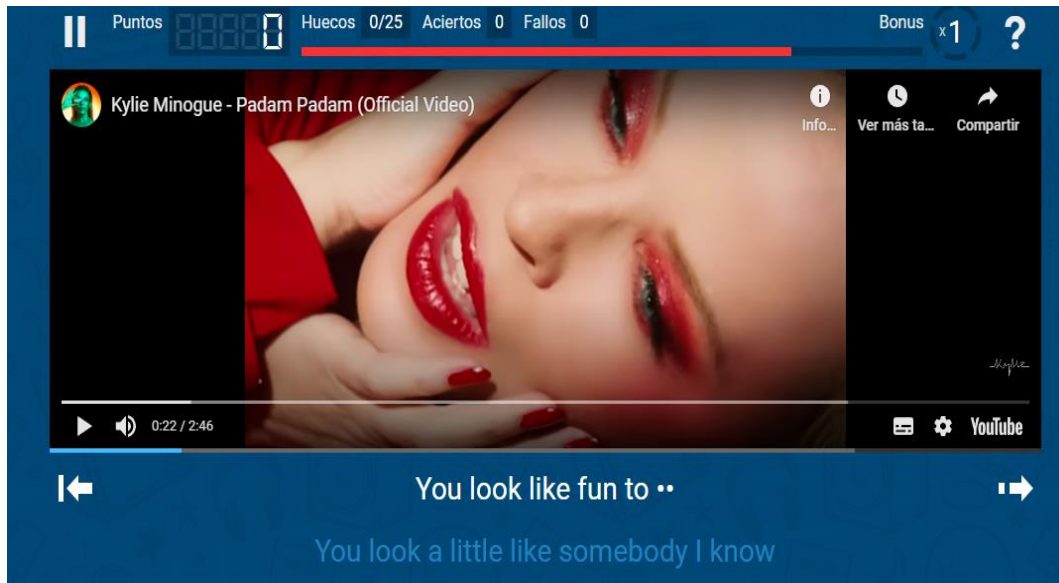 Puntos 0 Huecos 0/25 Aciertos 0 Fallos 0 Bonus x1 ?
Kylie Minogue - Padam Padam (Official Video)
Info... Ver más ta... Compartir
Kylie
0:22 / 2:46 YouTube
You look like fun to ••
You look a little like somebody I know